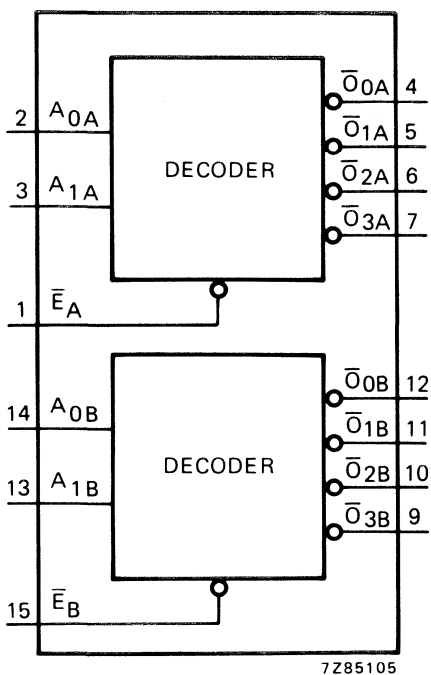 Ō0A 4
2 A0A
Ō1A 5
DECODER
Ō2A 6
3 A1A
Ō3A 7
1 ĒA
Ō0B 12
14 A0B
Ō1B 11
DECODER
Ō2B 10
13 A1B
Ō3B 9
15 ĒB
7Z85105